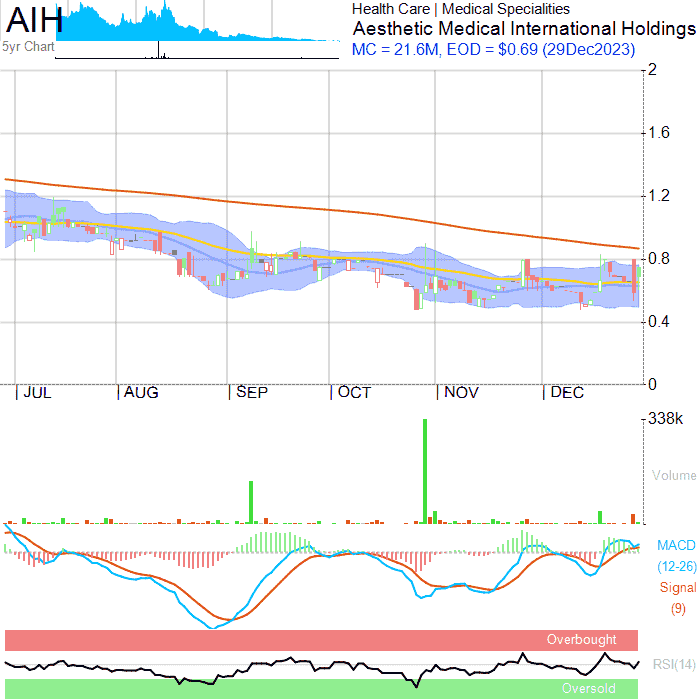 AIH
5yr Chart
Health Care | Medical Specialities
Aesthetic Medical International Holdings
MC = 21.6M, EOD = $0.69 (29Dec2023)
2
1.6
1.2
0.8
0.4
0
| JUL | AUG | SEP | OCT | NOV | DEC
338k
Volume
MACD
(12-26)
Signal
(9)
Overbought
RSI(14)
Oversold